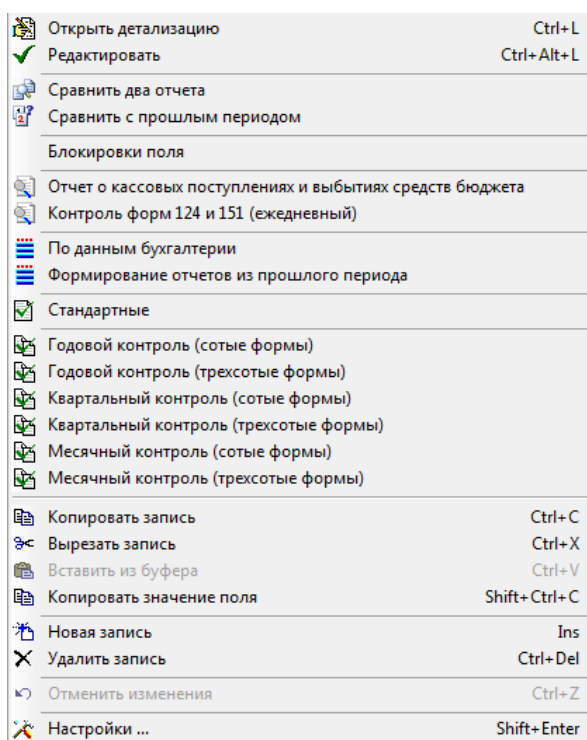 Открыть детализацию Ctrl+L
Редактировать Ctrl+Alt+L
Сравнить два отчета
Сравнить с прошлым периодом
Блокировки поля
Отчет о кассовых поступлениях и выбытиях средств бюджета
Контроль форм 124 и 151 (ежедневный)
По данным бухгалтерии
Формирование отчетов из прошлого периода
Стандартные
Годовой контроль (сотые формы)
Годовой контроль (трехсотые формы)
Квартальный контроль (сотые формы)
Квартальный контроль (трехсотые формы)
Месячный контроль (сотые формы)
Месячный контроль (трехсотые формы)
Копировать запись Ctrl+C
Вырезать запись Ctrl+X
Вставить из буфера Ctrl+V
Копировать значение поля Shift+Ctrl+C
Новая запись Ins
Удалить запись Ctrl+Del
Отменить изменения Ctrl+Z
Настройки ... Shift+Enter